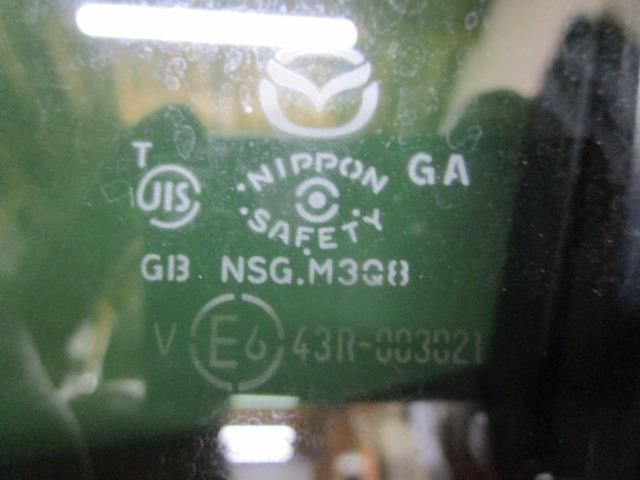 T
JIS
·NIPPON·
·SAFETY
GA
GB NSG.M3Q8
V E6 43R-003021